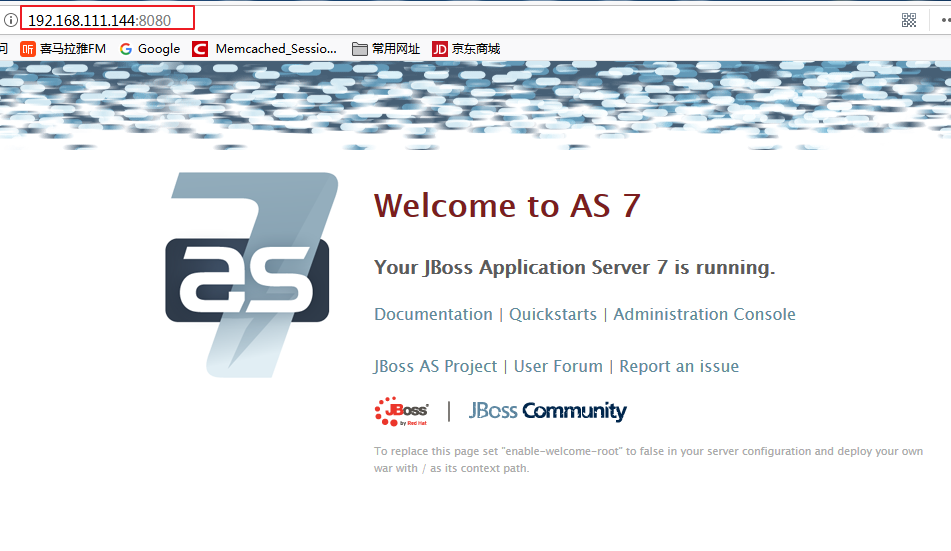 192.168.111.144:8080
问 听 喜马拉雅FM G Google C Memcached_Sessio... 常用网址 JD 京东商城
7
as
Welcome to AS 7
Your JBoss Application Server 7 is running.
Documentation | Quickstarts | Administration Console
JBoss AS Project | User Forum | Report an issue
JBoss by Red Hat | JBoss Community
To replace this page set "enable-welcome-root" to false in your server configuration and deploy your own
war with / as its context path.